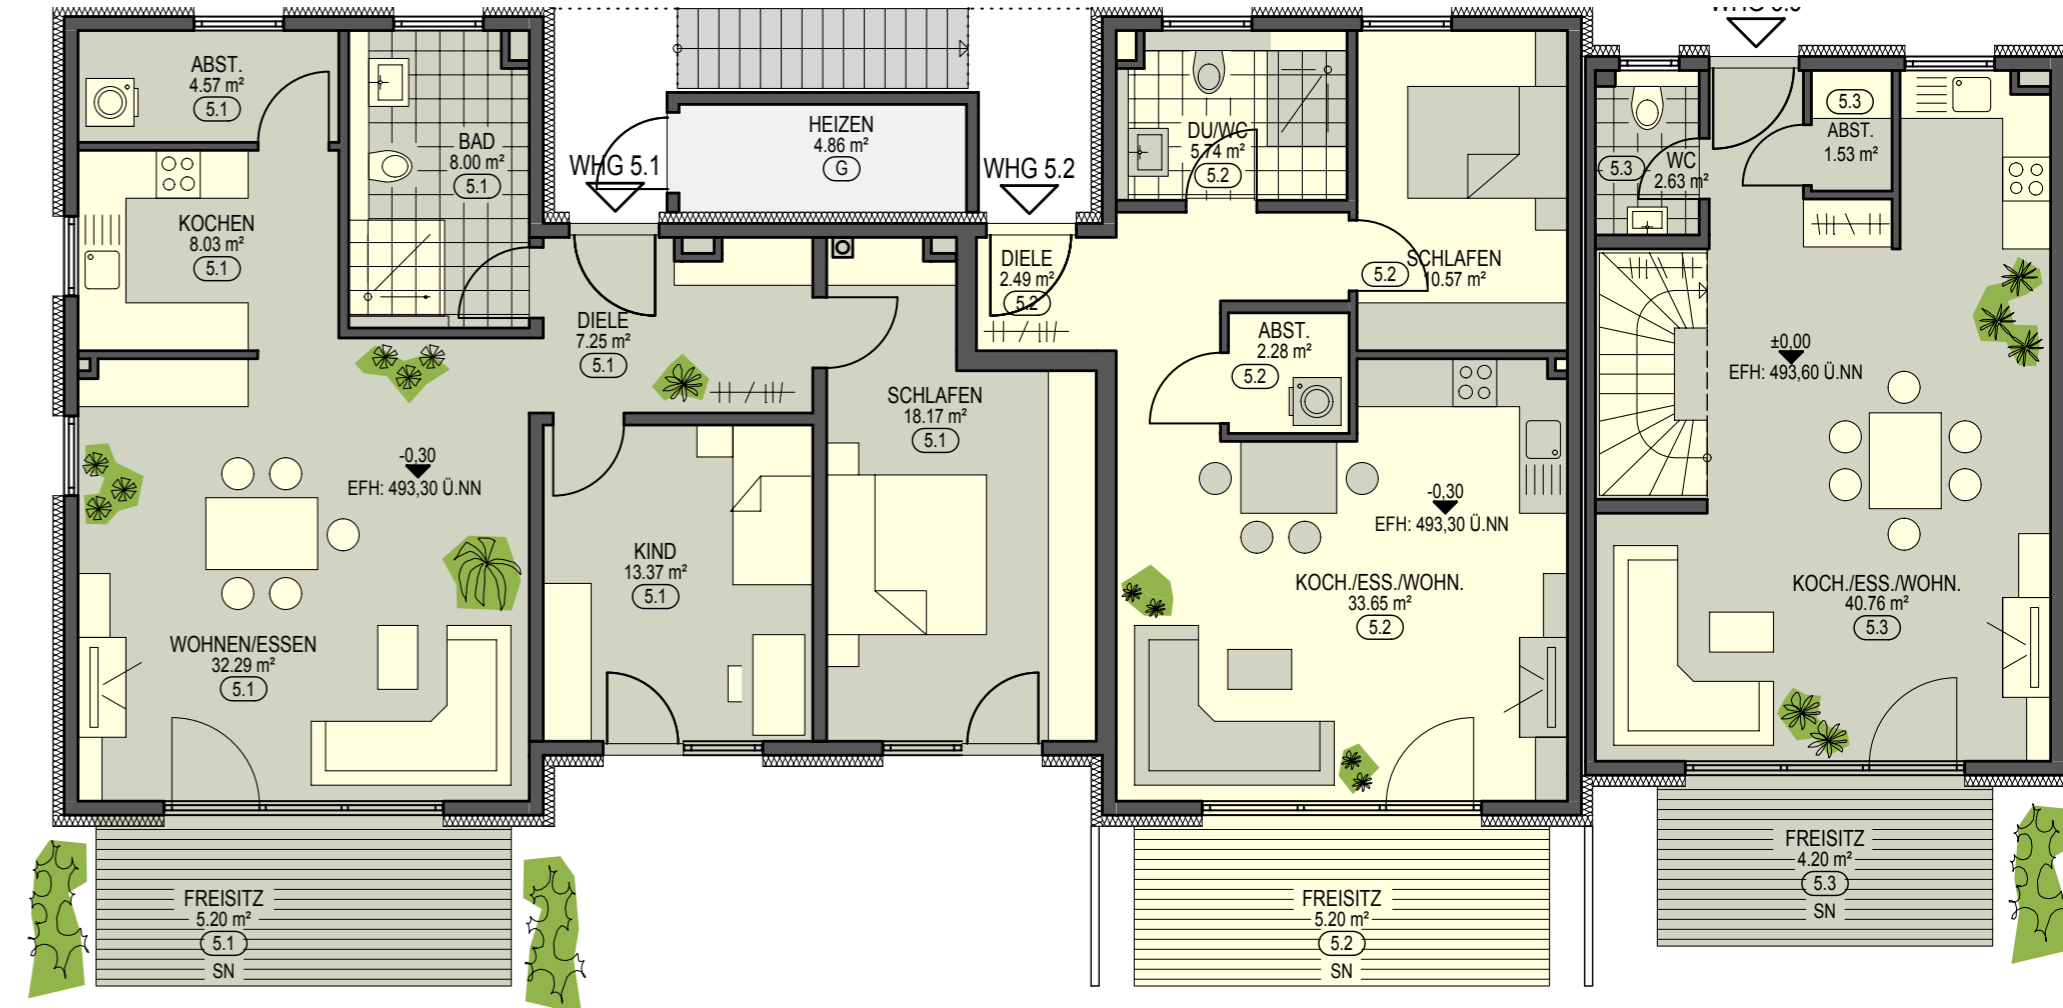 ABST.
4.57 m²
5.1
BAD
8.00 m²
5.1
KOCHEN
8.03 m²
5.1
WHG 5.1
HEIZEN
4.86 m²
G
WHG 5.2
DIELE
7.25 m²
5.1
-0,30
EFH: 493,30 Ü.NN
WOHNEN/ESSEN
32.29 m²
5.1
KIND
13.37 m²
5.1
SCHLAFEN
18.17 m²
5.1
FREISITZ
5.20 m²
5.1
SN
DU/WC
5.74 m²
5.2
DIELE
2.49 m²
5.2
SCHLAFEN
10.57 m²
5.2
ABST.
2.28 m²
5.2
-0,30
EFH: 493,30 Ü.NN
KOCH./ESS./WOHN.
33.65 m²
5.2
FREISITZ
5.20 m²
5.2
SN
5.3
ABST.
1.53 m²
WC
2.63 m²
5.3
±0,00
EFH: 493,60 Ü.NN
KOCH./ESS./WOHN.
40.76 m²
5.3
FREISITZ
4.20 m²
5.3
SN